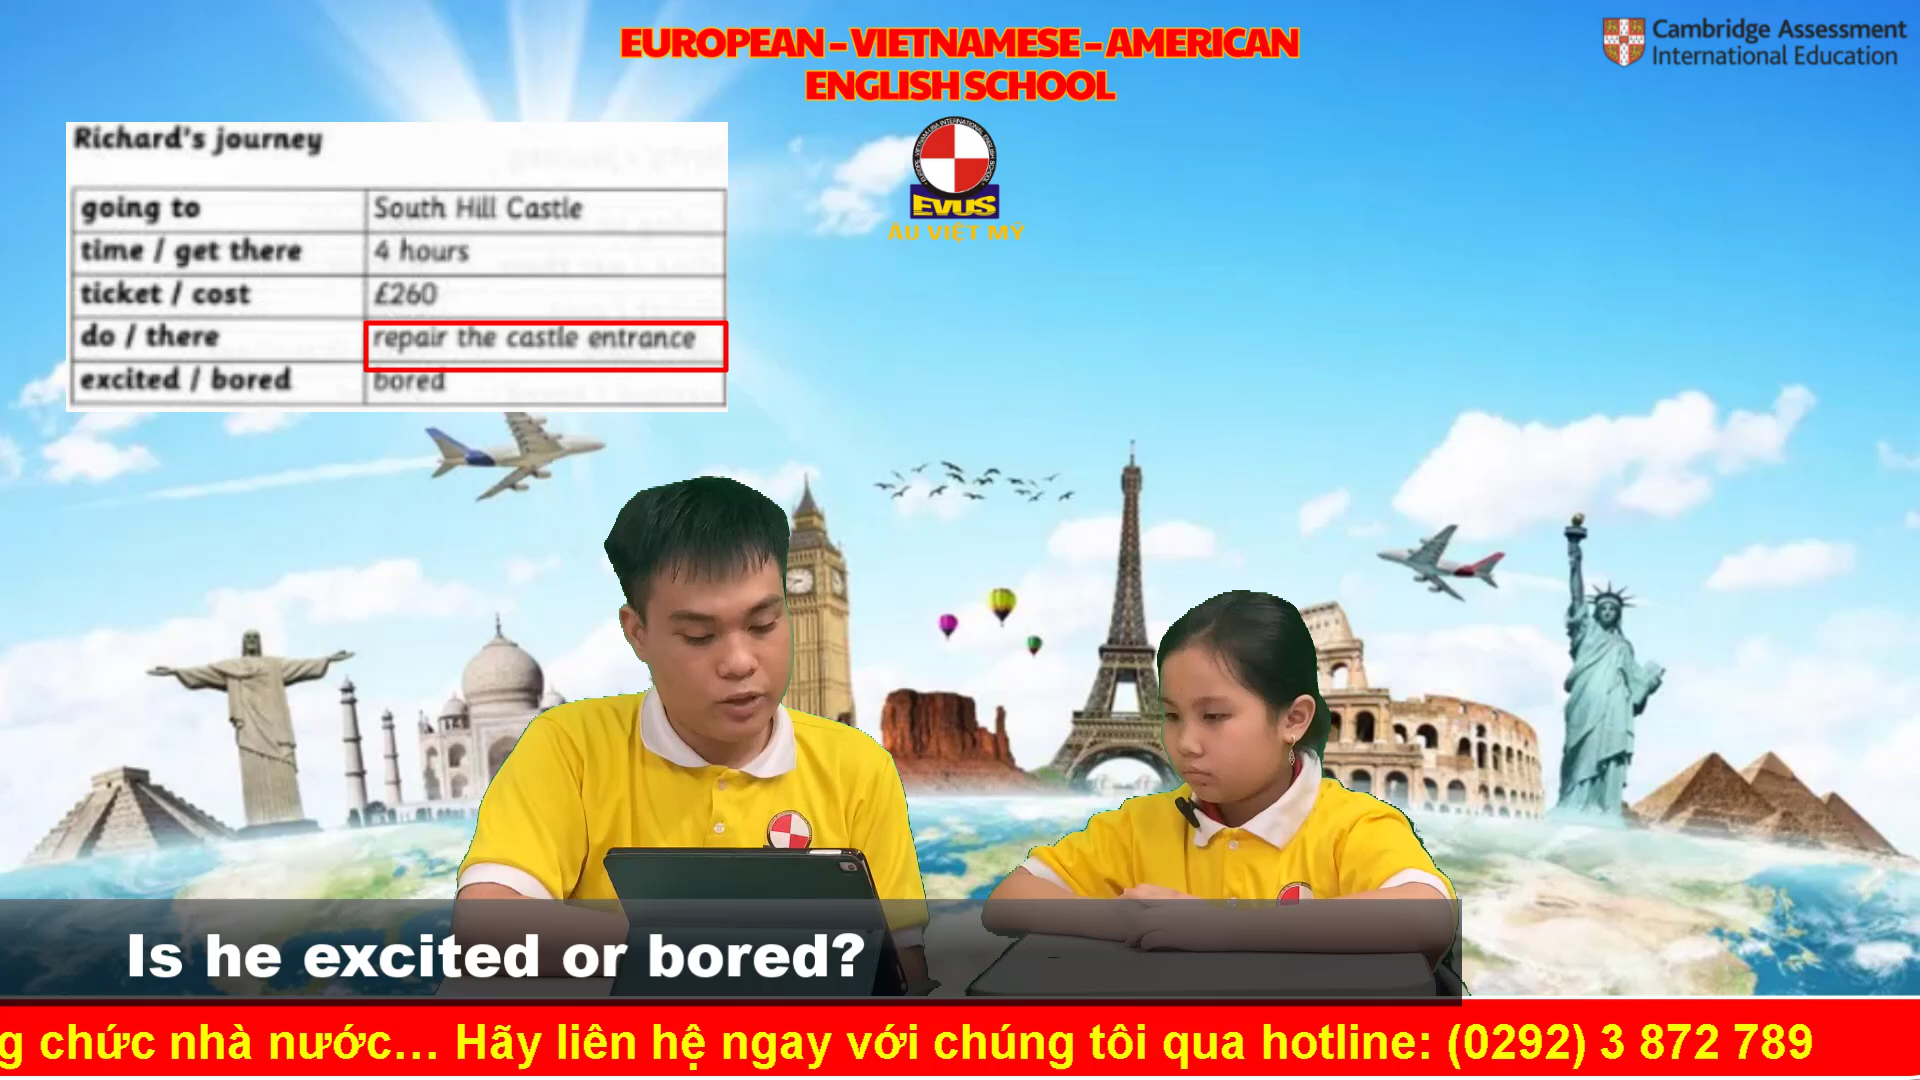 EUROPEAN – VIETNAMESE – AMERICAN
ENGLISH SCHOOL
Cambridge Assessment
International Education
EVUS
ÂU VIỆT MỸ
Richard's journey
going to South Hill Castle
time / get there 4 hours
ticket / cost £260
do / there repair the castle entrance
excited / bored bored
Is he excited or bored?
g chức nhà nước... Hãy liên hệ ngay với chúng tôi qua hotline: (0292) 3 872 789